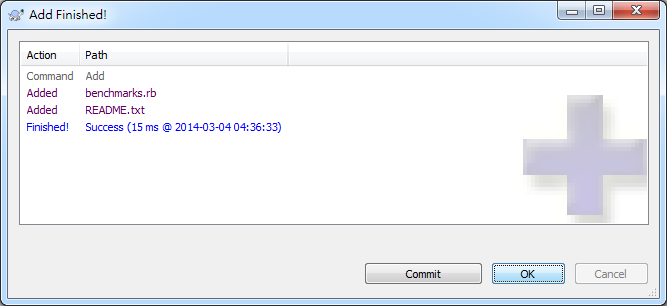 Add Finished!
Action Path
Command Add
Added benchmarks.rb
Added README.txt
Finished! Success (15 ms @ 2014-03-04 04:36:33)
Commit OK Cancel